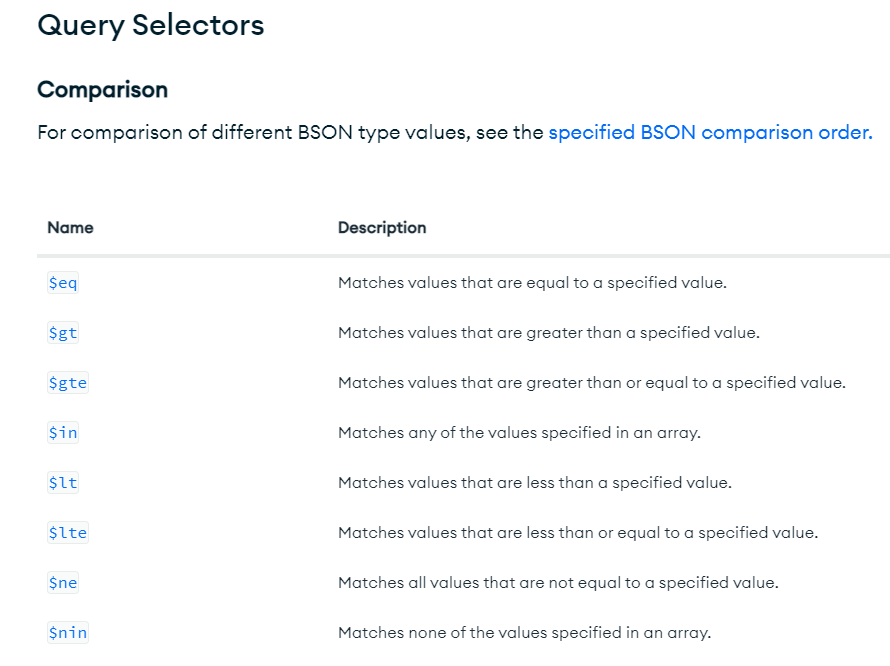 Query Selectors
Comparison
For comparison of different BSON type values, see the specified BSON comparison order.
Name Description
$eq Matches values that are equal to a specified value.
$gt Matches values that are greater than a specified value.
$gte Matches values that are greater than or equal to a specified value.
$in Matches any of the values specified in an array.
$lt Matches values that are less than a specified value.
$lte Matches values that are less than or equal to a specified value.
$ne Matches all values that are not equal to a specified value.
$nin Matches none of the values specified in an array.